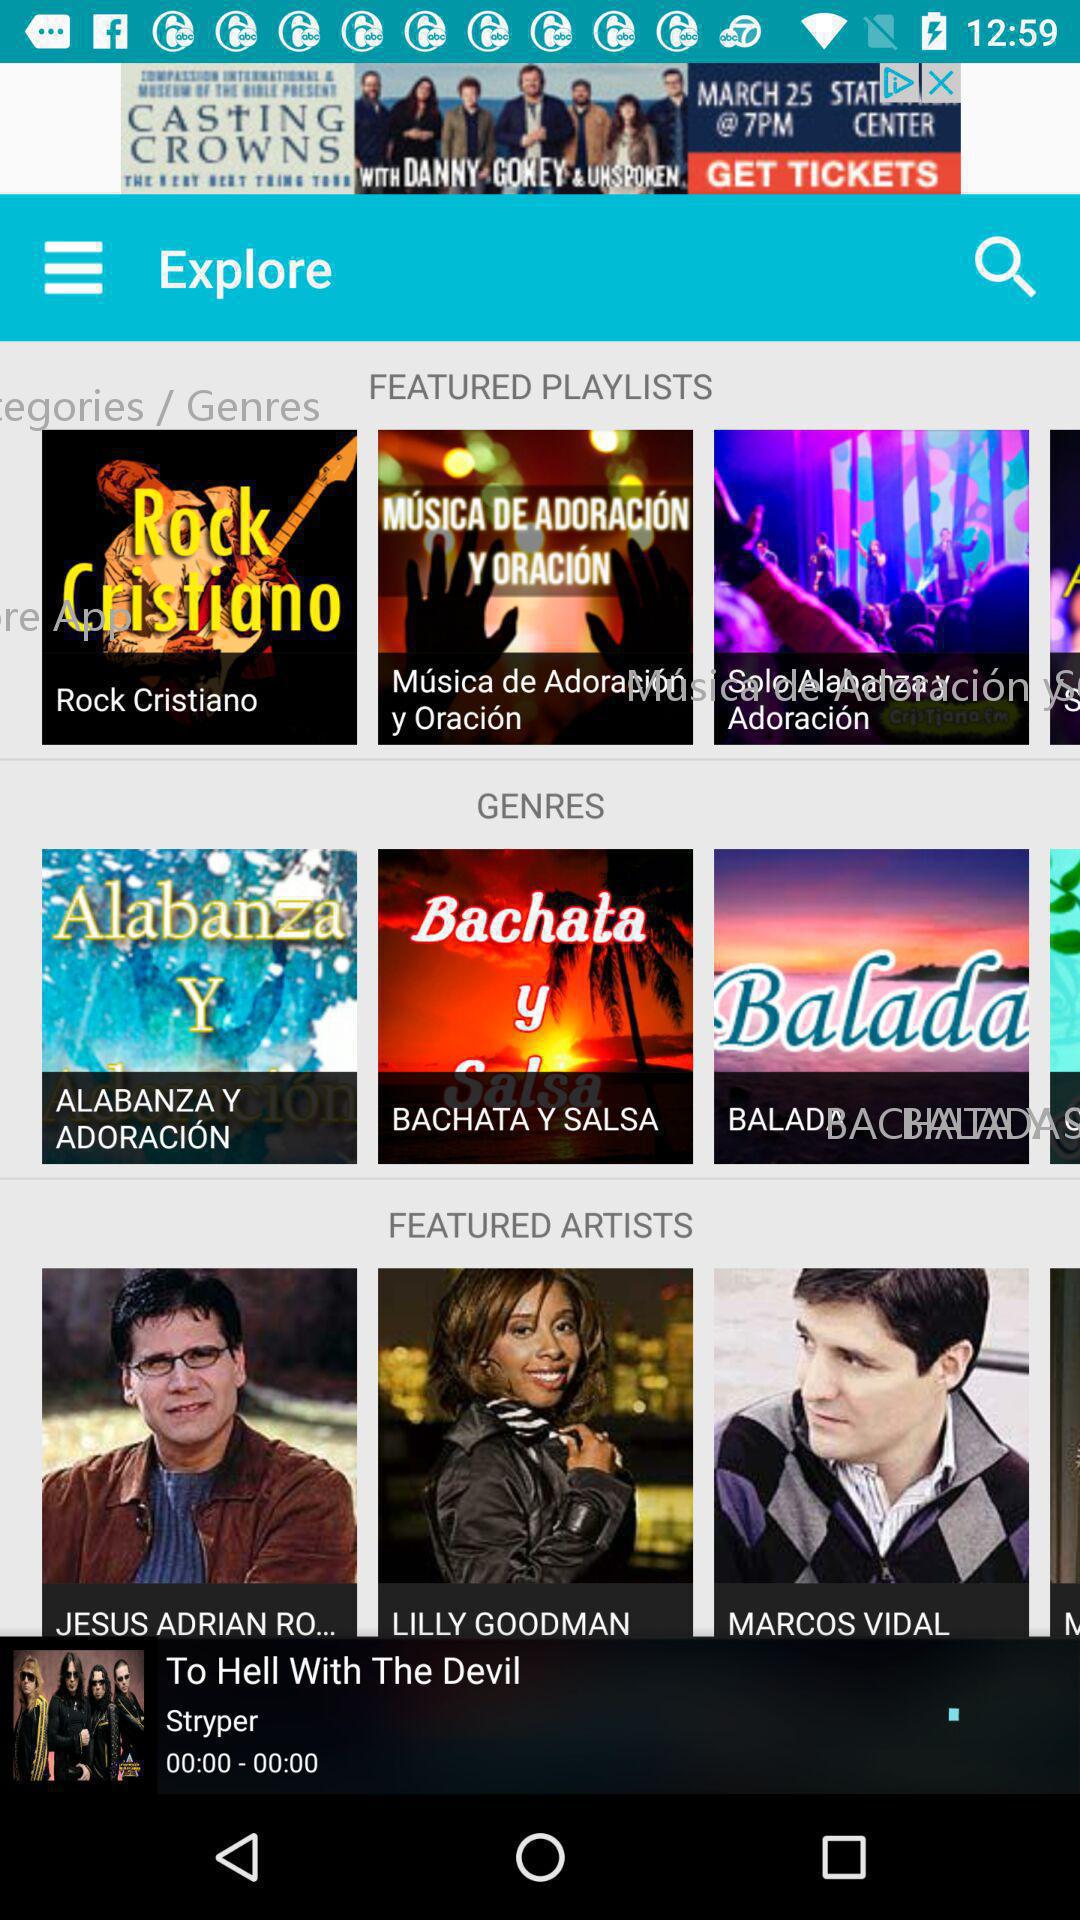 12:59
COMPASSION INTERNATIONAL &
MUSEUM OF THE BIBLE PRESENT
CASTING
CROWNS
THE VERY NEXT THING TOUR
WITH DANNY GOKEY & UNSPOKEN
MARCH 25
@ 7PM
CENTER
GET TICKETS
Explore
FEATURED PLAYLISTS
tegories / Genres
Rock
Cristiano
ore App
Rock Cristiano
MÚSICA DE ADORACIÓN
Y ORACIÓN
Música de Adoración
y Oración
Música de Adoración y
Solo Alabanza y
Adoración
Cristiano.fm
GENRES
Alabanza
Y
Adoración
ALABANZA Y
ADORACIÓN
Bachata
y
Salsa
BACHATA Y SALSA
Balada
BALADA
BACHATA Y S
BALADA
FEATURED ARTISTS
JESUS ADRIAN RO...
LILLY GOODMAN
MARCOS VIDAL
M
To Hell With The Devil
Stryper
00:00 - 00:00